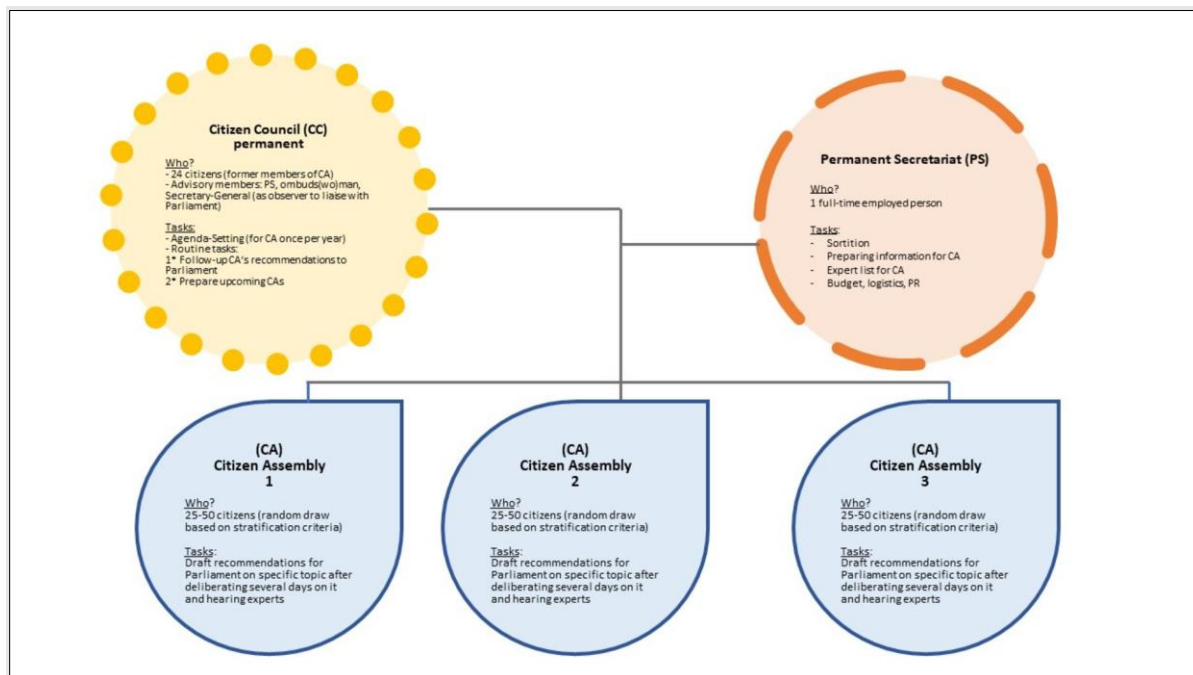 Citizen Council (CC)
permanent
Who?
- 24 citizens (former members of CA)
- Advisory members: PS, ombuds(wo)man,
Secretary-General (as observer to liaise with
Parliament)
Tasks:
- Agenda-Setting (for CA once per year)
- Routine tasks:
1* Follow-up CA's recommendations to
Parliament
2* Prepare upcoming CAs
Permanent Secretariat (PS)
Who?
1 full-time employed person
Tasks:
- Sortition
- Preparing information for CA
- Expert list for CA
- Budget, logistics, PR
(CA)
Citizen Assembly
1
Who?
25-50 citizens (random draw
based on stratification criteria)
Tasks:
Draft recommendations for
Parliament on specific topic after
deliberating several days on it
and hearing experts
(CA)
Citizen Assembly
2
Who?
25-50 citizens (random draw
based on stratification criteria)
Tasks:
Draft recommendations for
Parliament on specific topic after
deliberating several days on it
and hearing experts
(CA)
Citizen Assembly
3
Who?
25-50 citizens (random draw
based on stratification criteria)
Tasks:
Draft recommendations for
Parliament on specific topic after
deliberating several days on it
and hearing experts